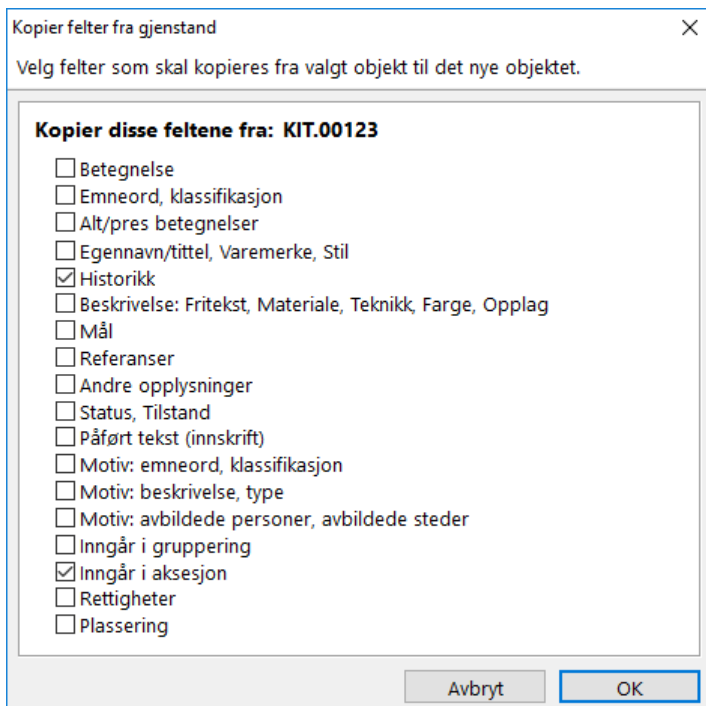 Kopier felter fra gjenstand
Velg felter som skal kopieres fra valgt objekt til det nye objektet.
Kopier disse feltene fra: KIT.00123
Betegnelse
Emneord, klassifikasjon
Alt/pres betegnelser
Egennavn/tittel, Varemerke, Stil
Historikk
Beskrivelse: Fritekst, Materiale, Teknikk, Farge, Opplag
Mål
Referanser
Andre opplysninger
Status, Tilstand
Påført tekst (innskrift)
Motiv: emneord, klassifikasjon
Motiv: beskrivelse, type
Motiv: avbildede personer, avbildede steder
Inngår i gruppering
Inngår i aksesjon
Rettigheter
Plassering
Avbryt OK